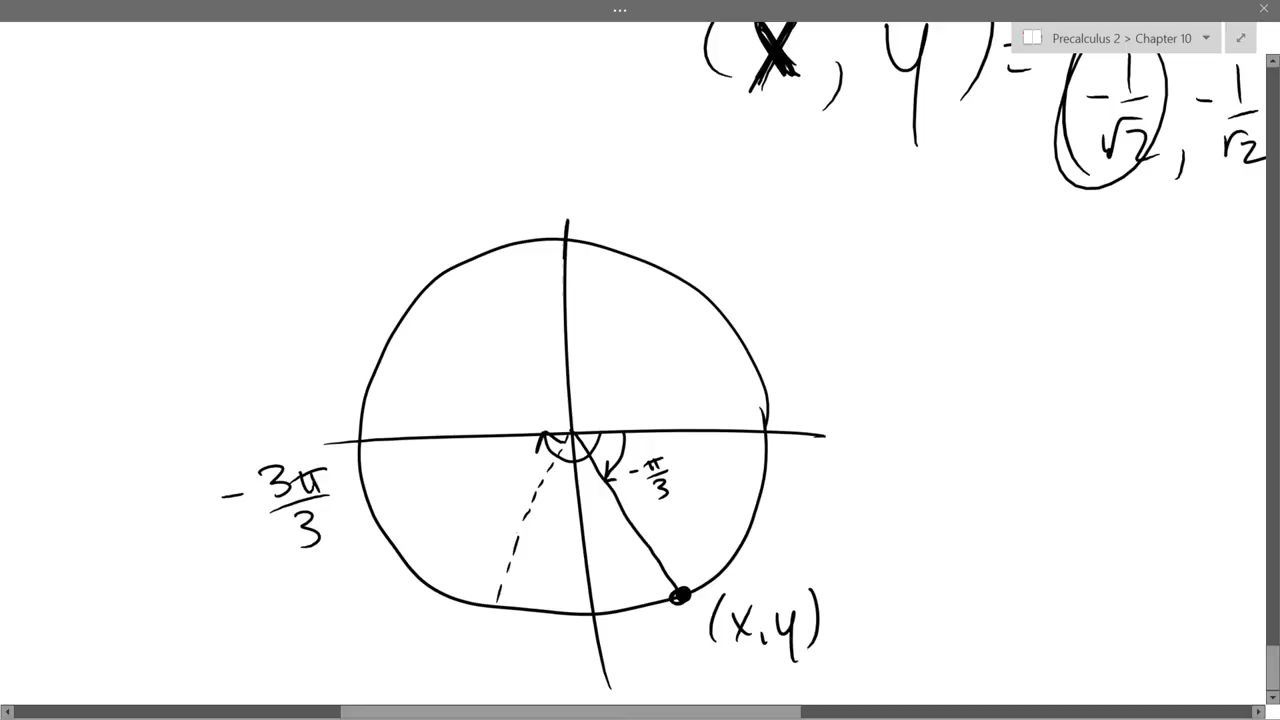 Precalculus 2 > Chapter 10
(x, y) = (-1/√2, -1/√2
-π/3
-3π/3
(x,y)